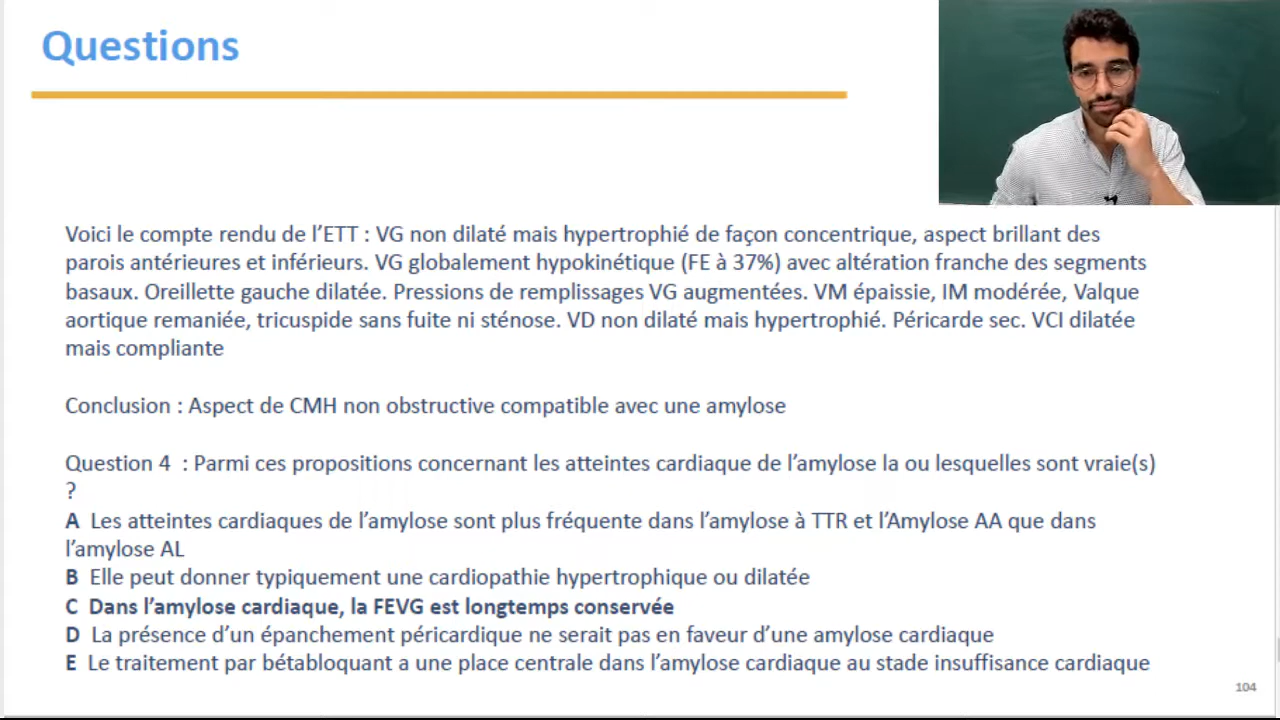 Questions
Voici le compte rendu de l'ETT : VG non dilaté mais hypertrophié de façon concentrique, aspect brillant des
parois antérieures et inférieurs. VG globalement hypokinétique (FE à 37%) avec altération franche des segments
basaux. Oreillette gauche dilatée. Pressions de remplissages VG augmentées. VM épaissie, IM modérée, Valque
aortique remaniée, tricuspide sans fuite ni sténose. VD non dilaté mais hypertrophié. Péricarde sec. VCI dilatée
mais compliante
Conclusion : Aspect de CMH non obstructive compatible avec une amylose
Question 4  : Parmi ces propositions concernant les atteintes cardiaque de l'amylose la ou lesquelles sont vraie(s)
?
A Les atteintes cardiaques de l'amylose sont plus fréquente dans l'amylose à TTR et l'Amylose AA que dans
l'amylose AL
B Elle peut donner typiquement une cardiopathie hypertrophique ou dilatée
C Dans l'amylose cardiaque, la FEVG est longtemps conservée
D La présence d'un épanchement péricardique ne serait pas en faveur d'une amylose cardiaque
E Le traitement par bétabloquant a une place centrale dans l'amylose cardiaque au stade insuffisance cardiaque
104